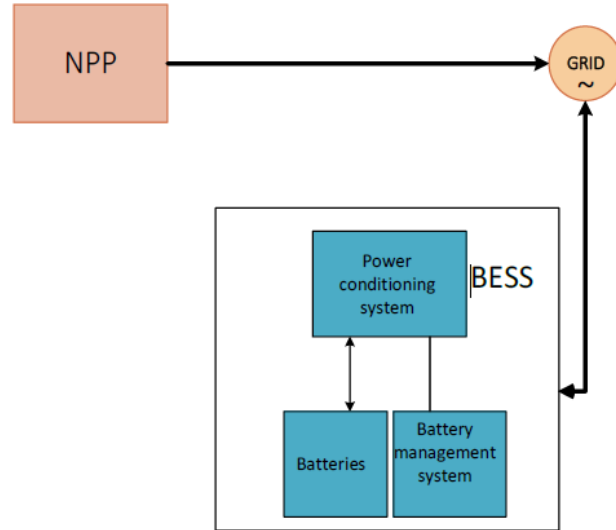 NPP
GRID
~
Power
conditioning
system
BESS
Batteries
Battery
management
system